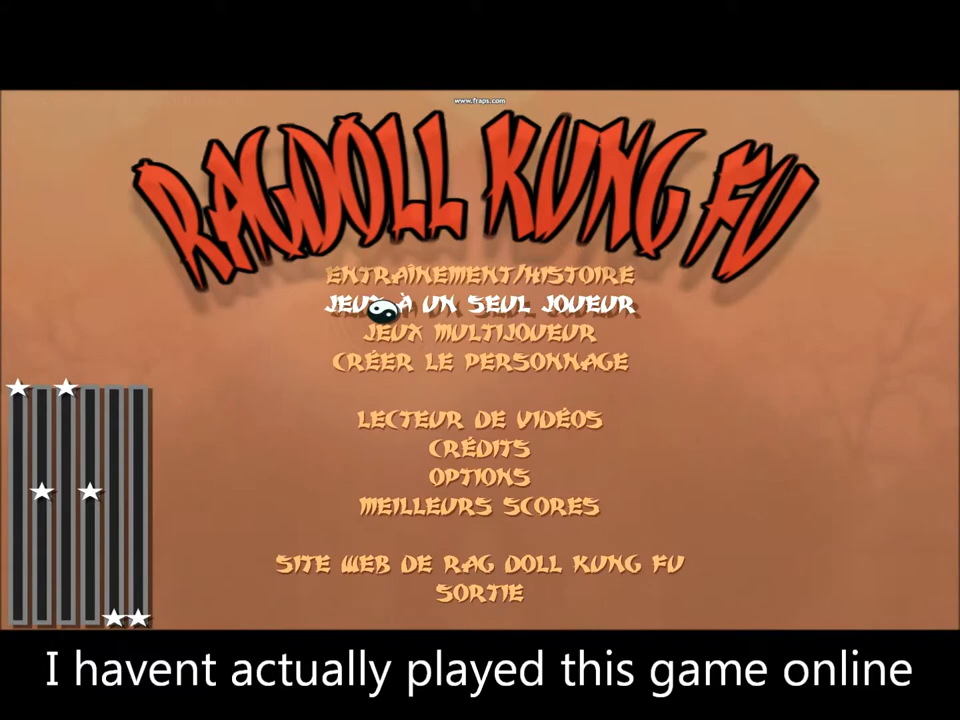 www.fraps.com
RAGDOLL KUNG FU
ENTRAÎNEMENT/HISTOIRE
JEUX À UN SEUL JOUEUR
JEUX MULTIJOUEUR
CRÉER LE PERSONNAGE
LECTEUR DE VIDÉOS
CRÉDITS
OPTIONS
MEILLEURS SCORES
SITE WEB DE RAG DOLL KUNG FU
SORTIE
I havent actually played this game online